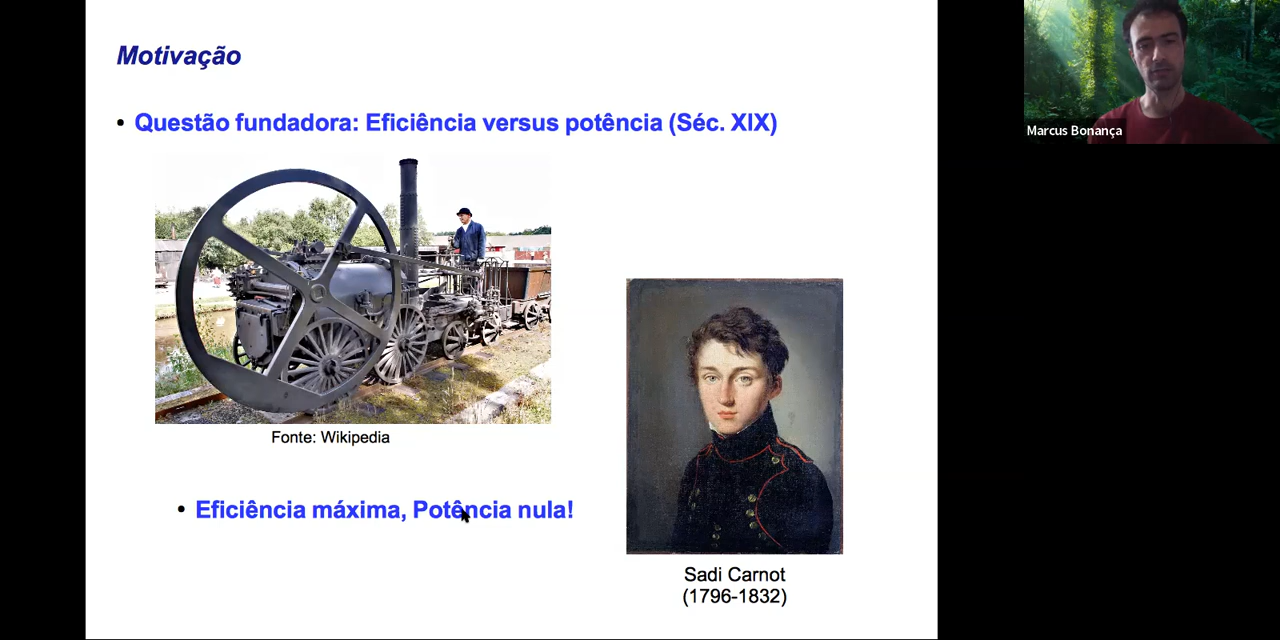 Motivação
Questão fundadora: Eficiência versus potência (Séc. XIX)
Marcus Bonança
Fonte: Wikipedia
Eficiência máxima, Potência nula!
Sadi Carnot
(1796-1832)